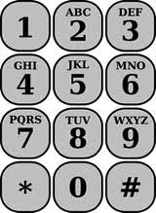 1 ABC 2 DEF 3
GHI 4 JKL 5 MNO 6
PQRS 7 TUV 8 WXYZ 9
* 0 #